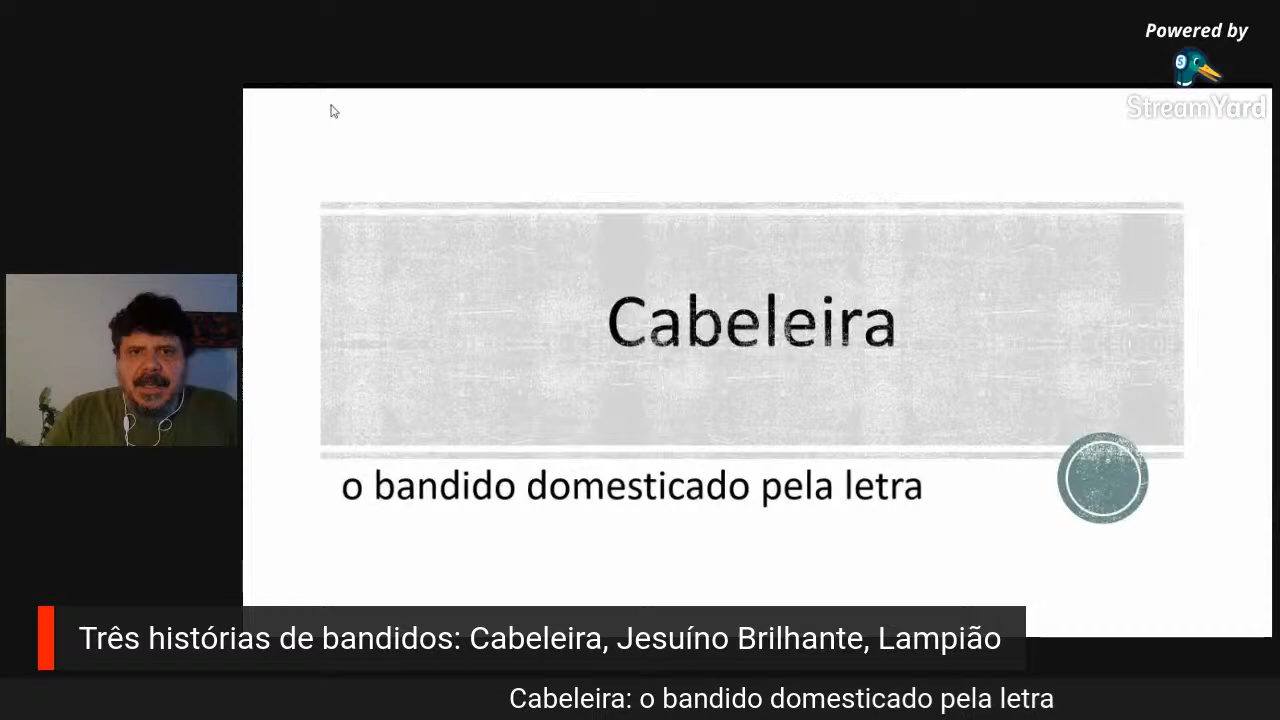 Powered by
StreamYard
Cabeleira
o bandido domesticado pela letra
Três histórias de bandidos: Cabeleira, Jesuíno Brilhante, Lampião
Cabeleira: o bandido domesticado pela letra